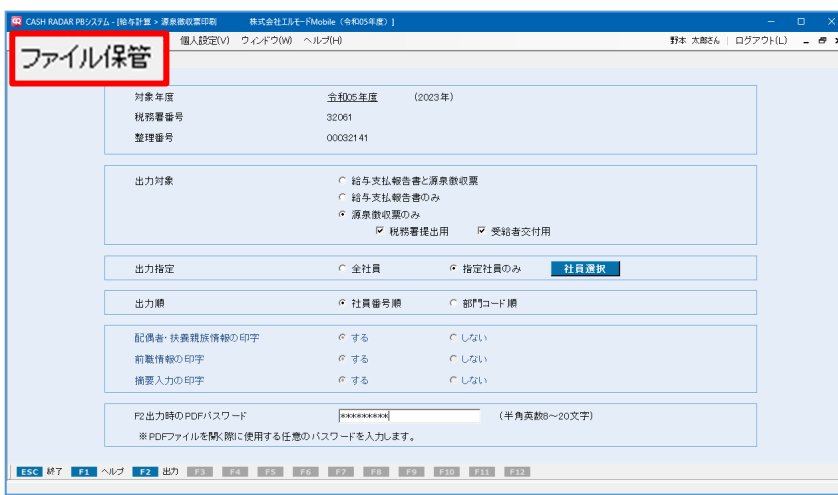 CASH RADAR PBシステム - [給与計算 > 源泉徴収票印刷 株式会社エルモードMobile（令和05年度）]
個人設定(V) ウィンドウ(W) ヘルプ(H) 野本 太郎さん | ログアウト(L)
ファイル保管
対象年度 令和05年度 (2023年)
税務署番号 32061
整理番号 00032141
出力対象 給与支払報告書と源泉徴収票
給与支払報告書のみ
源泉徴収票のみ
税務署提出用 受給者交付用
出力指定 全社員 指定社員のみ 社員選択
出力順 社員番号順 部門コード順
配偶者・扶養親族情報の印字 する しない
前職情報の印字 する しない
摘要入力の印字 する しない
F2出力時のPDFパスワード ********* (半角英数8～20文字)
※PDFファイルを開く際に使用する任意のパスワードを入力します。
ESC 終了 F1 ヘルプ F2 出力 F3 F4 F5 F6 F7 F8 F9 F10 F11 F12